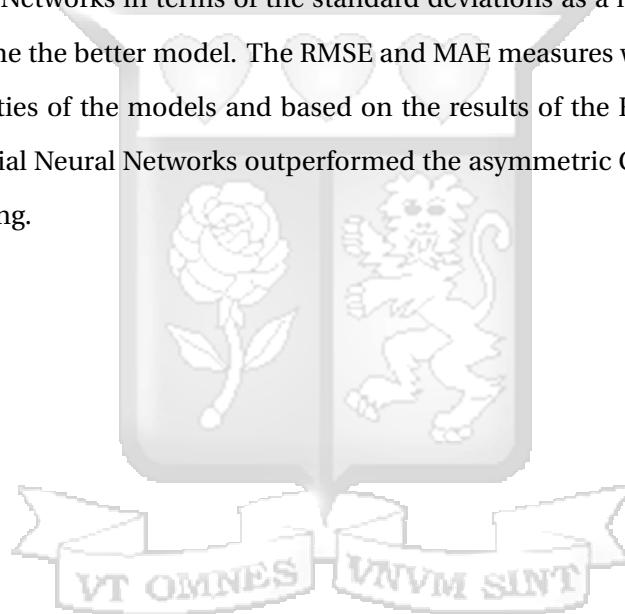 Networks in terms of the standard deviations as a
ne the better model. The RMSE and MAE measures
ties of the models and based on the results of the
ial Neural Networks outperformed the asymmetric
ng.
VT OMNES VNVM SINT